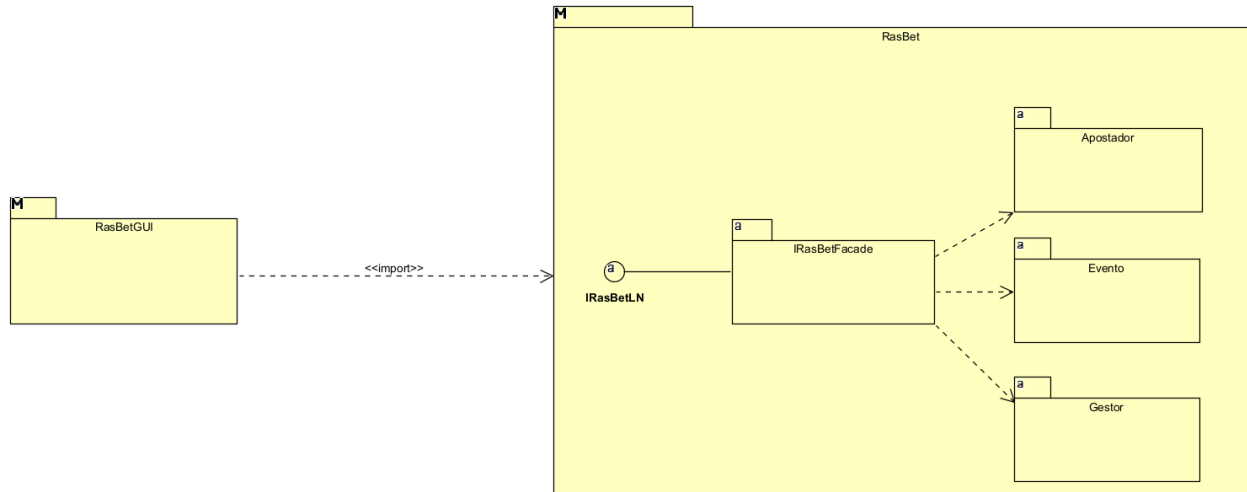 M
RasBet
a
Apostador
M
RasBetGUI
a
IRasBetFacade
a
Evento
<<import>>
a
IRasBetLN
a
Gestor